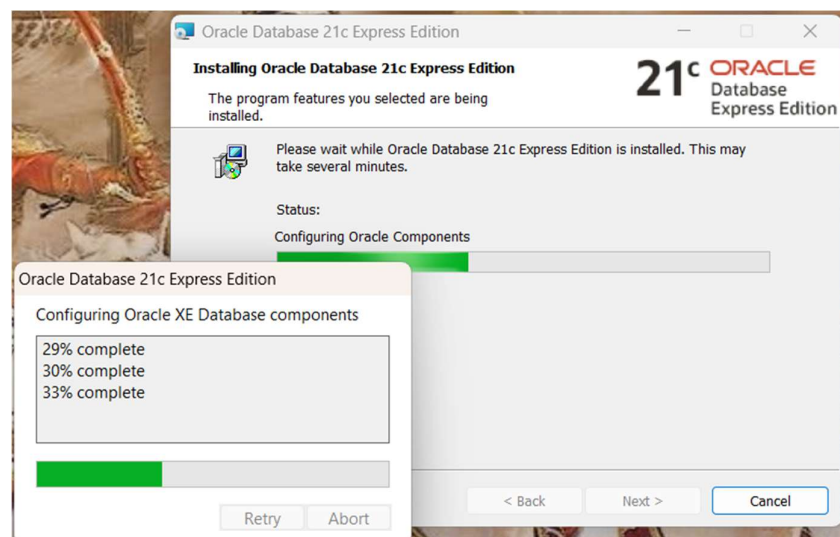 Oracle Database 21c Express Edition
Installing Oracle Database 21c Express Edition
The program features you selected are being
installed.
21c ORACLE
Database
Express Edition
Please wait while Oracle Database 21c Express Edition is installed. This may
take several minutes.
Status:
Configuring Oracle Components
Oracle Database 21c Express Edition
Configuring Oracle XE Database components
29% complete
30% complete
33% complete
Retry Abort
< Back Next > Cancel